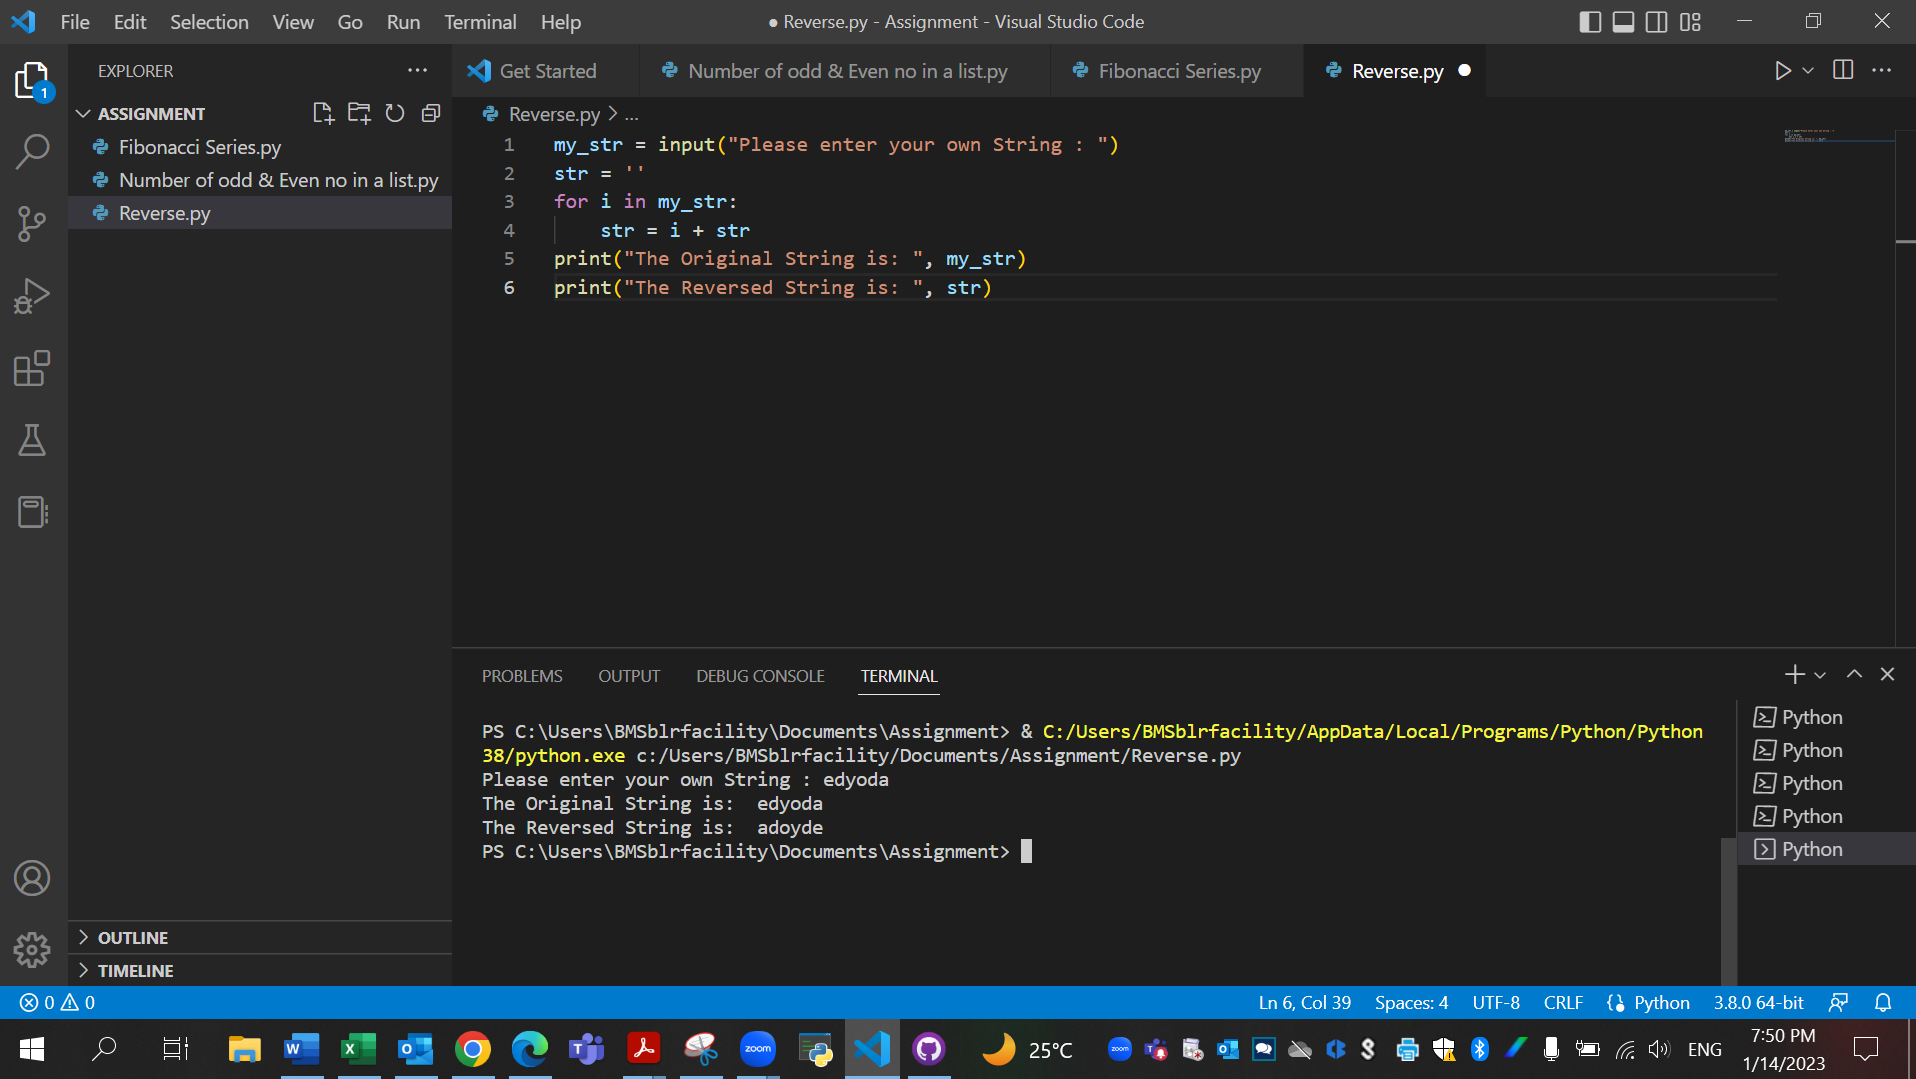 File Edit Selection View Go Run Terminal Help
● Reverse.py - Assignment - Visual Studio Code
EXPLORER
ASSIGNMENT
Fibonacci Series.py
Number of odd & Even no in a list.py
Reverse.py
OUTLINE
TIMELINE
1
Get Started
Number of odd & Even no in a list.py
Fibonacci Series.py
Reverse.py
Reverse.py > ...
1 my_str = input("Please enter your own String : ")
2 str = ''
3 for i in my_str:
4     str = i + str
5 print("The Original String is: ", my_str)
6 print("The Reversed String is: ", str)
PROBLEMS OUTPUT DEBUG CONSOLE TERMINAL
PS C:\Users\BMSblrfacility\Documents\Assignment> & C:/Users/BMSblrfacility/AppData/Local/Programs/Python/Python
38/python.exe c:/Users/BMSblrfacility/Documents/Assignment/Reverse.py
Please enter your own String : edyoda
The Original String is:  edyoda
The Reversed String is:  adoyde
PS C:\Users\BMSblrfacility\Documents\Assignment>
Python
Python
Python
Python
Python
0 0
Ln 6, Col 39 Spaces: 4 UTF-8 CRLF Python 3.8.0 64-bit
zoom
25°C
ENG
7:50 PM
1/14/2023